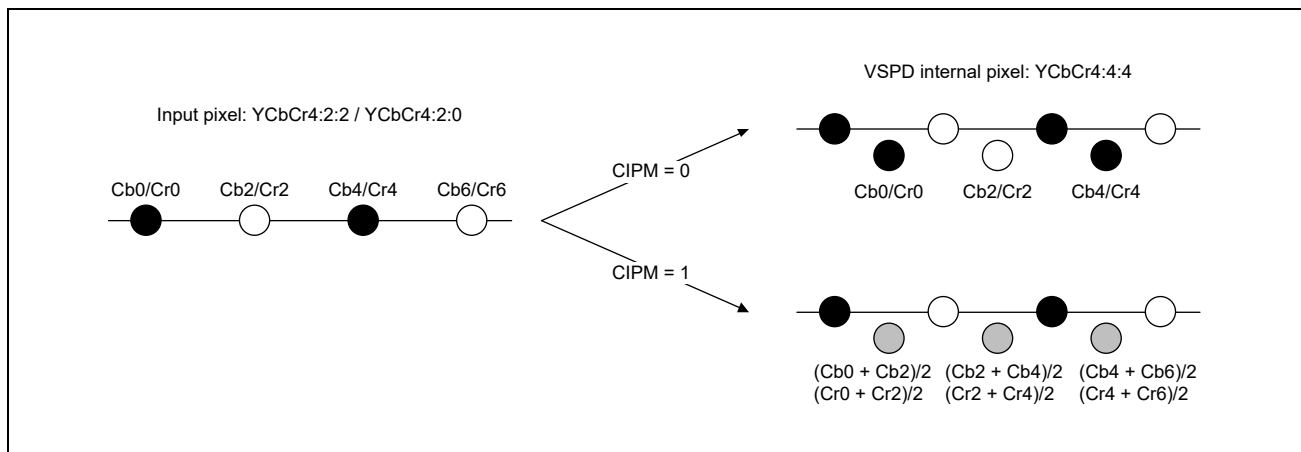 VSPD internal pixel: YCbCr4:4:4
Input pixel: YCbCr4:2:2 / YCbCr4:2:0
CIPM = 0
Cb0/Cr0 Cb2/Cr2 Cb4/Cr4
Cb0/Cr0 Cb2/Cr2 Cb4/Cr4 Cb6/Cr6
CIPM = 1
(Cb0 + Cb2)/2 (Cb2 + Cb4)/2 (Cb4 + Cb6)/2
(Cr0 + Cr2)/2 (Cr2 + Cr4)/2 (Cr4 + Cr6)/2